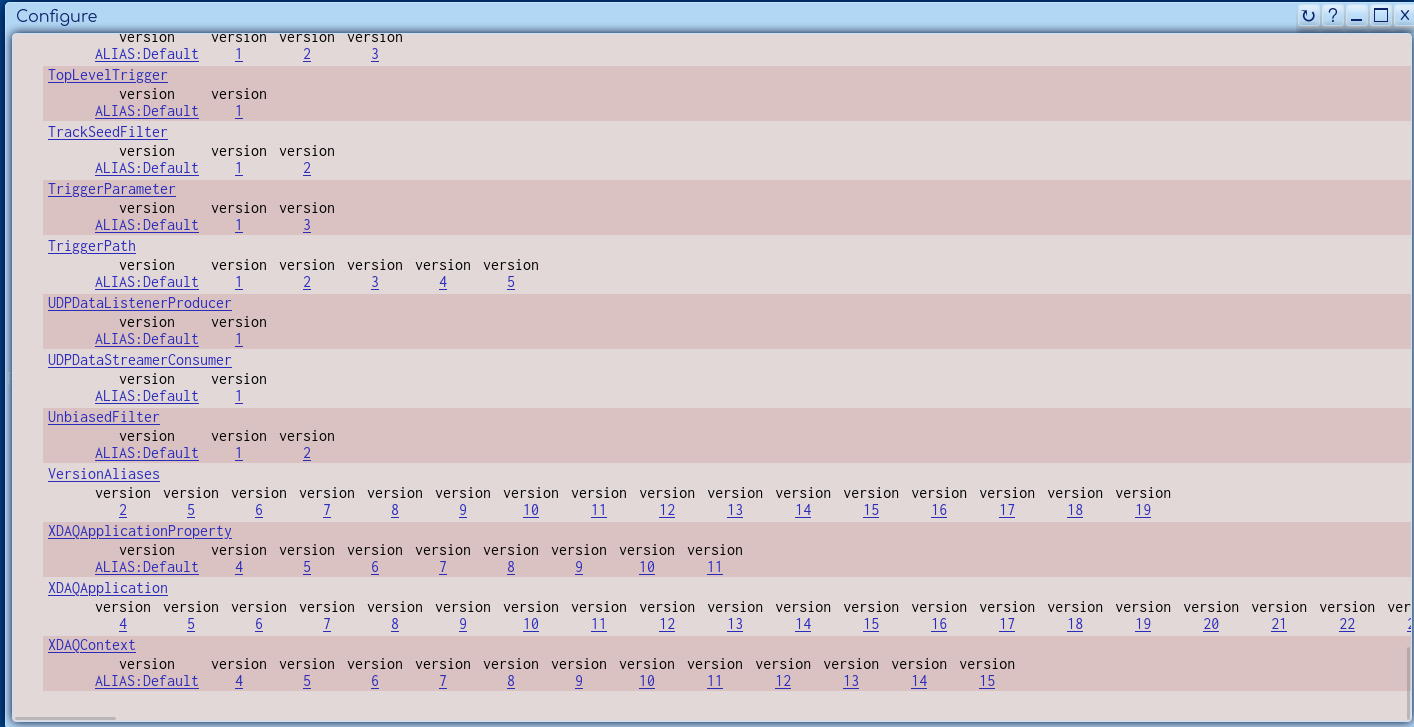 Configure
version version version version
ALIAS:Default 1 2 3
TopLevelTrigger
version version
ALIAS:Default 1
TrackSeedFilter
version version version
ALIAS:Default 1 2
TriggerParameter
version version version
ALIAS:Default 1 3
TriggerPath
version version version version version version
ALIAS:Default 1 2 3 4 5
UDPDataListenerProducer
version version
ALIAS:Default 1
UDPDataStreamerConsumer
version version
ALIAS:Default 1
UnbiasedFilter
version version version
ALIAS:Default 1 2
VersionAliases
version version version version version version version version version version version version version version version version
2 5 6 7 8 9 10 11 12 13 14 15 16 17 18 19
XDAQApplicationProperty
version version version version version version version version version
ALIAS:Default 4 5 6 7 8 9 10 11
XDAQApplication
version version version version version version version version version version version version version version version version version version version
4 5 6 7 8 9 10 11 12 13 14 15 16 17 18 19 20 21 22
XDAQContext
version version version version version version version version version version version version version
ALIAS:Default 4 5 6 7 8 9 10 11 12 13 14 15